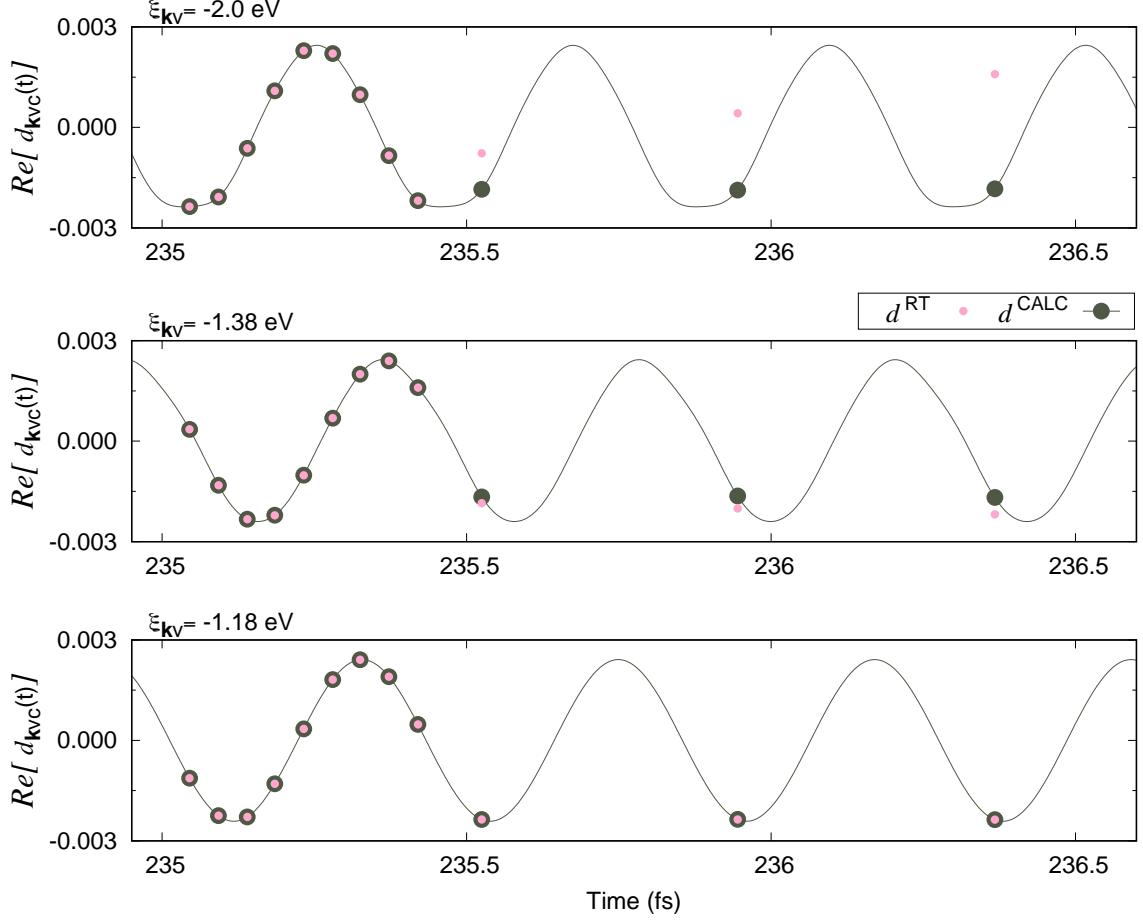 ξkv= -2.0 eV
0.003
0.000
-0.003
Re[ dkvc(t)]
235
235.5
236
236.5
ξkv= -1.38 eV
d RT
d CALC
0.003
0.000
-0.003
Re[ dkvc(t)]
235
235.5
236
236.5
ξkv= -1.18 eV
0.003
0.000
-0.003
Re[ dkvc(t)]
235
235.5
236
236.5
Time (fs)